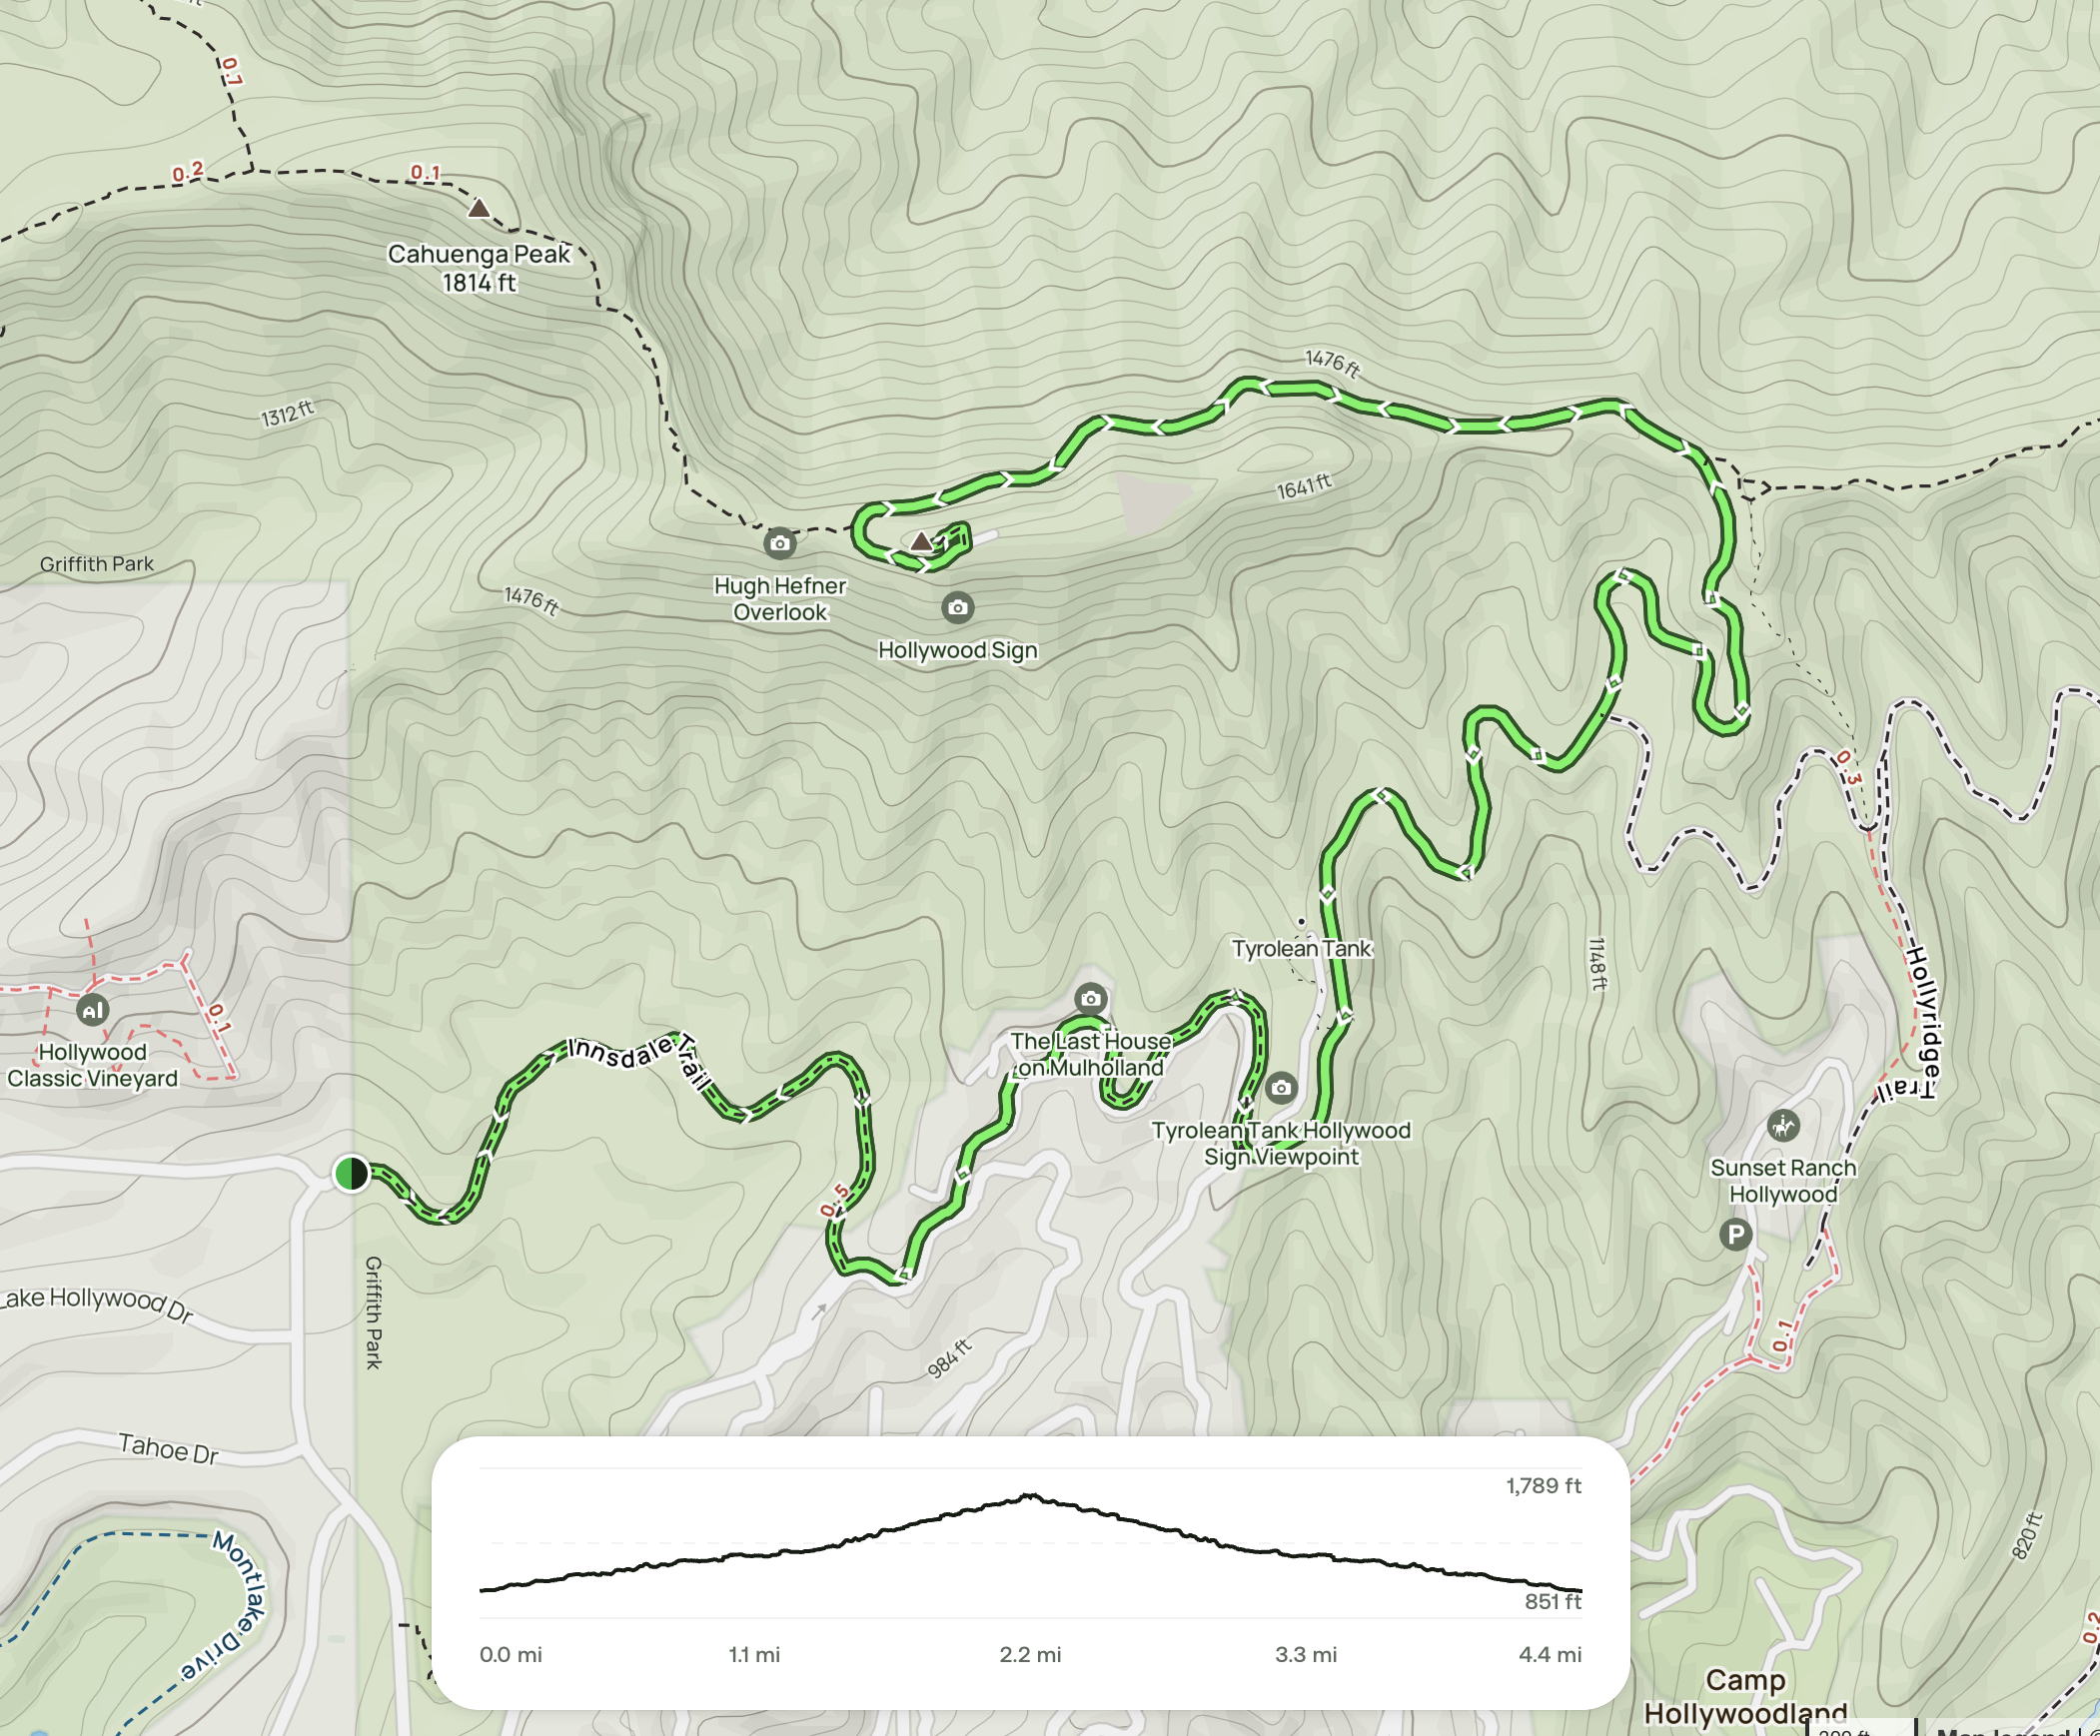 0.7
0.2
0.1
Cahuenga Peak
1814 ft
1476 ft
1312 ft
1641 ft
Griffith Park
Hugh Hefner
Overlook
1476 ft
Hollywood Sign
0.3
Tyrolean Tank
1148 ft
Hollyridge Trail
0.1
Hollywood
Classic Vineyard
Innsdale Trail
The Last House
on Mulholland
Tyrolean Tank Hollywood
Sign Viewpoint
Sunset Ranch
Hollywood
P
0.5
Griffith Park
Lake Hollywood Dr
984 ft
0.1
Tahoe Dr
Montlake Drive
1,789 ft
851 ft
0.0 mi
1.1 mi
2.2 mi
3.3 mi
4.4 mi
820 ft
0.2
Camp
Hollywoodland